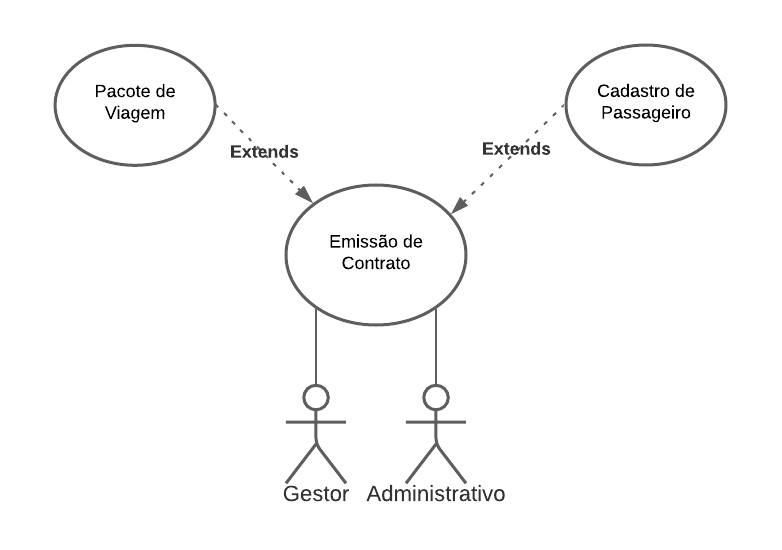 Pacote de
Viagem
Cadastro de
Passageiro
Extends
Extends
Emissão de
Contrato
Gestor
Administrativo